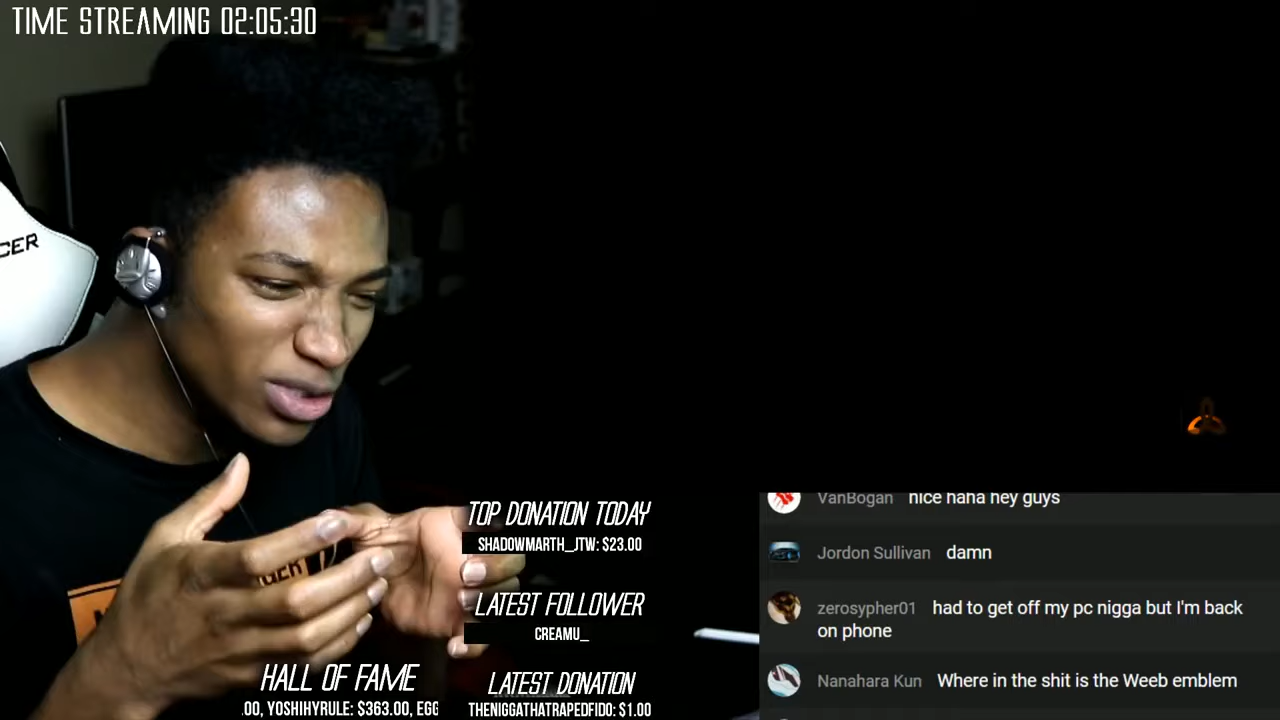 TIME STREAMING 02:05:30
CER
TOP DONATION TODAY
SHADOWMARTH_JTW: $23.00
LATEST FOLLOWER
CREAMU_
HALL OF FAME
.00, YOSHIHYRULE: $363.00, EGG
LATEST DONATION
THENIGGATHATRAPEDFIDO: $1.00
VanBogan nice haha hey guys
Jordon Sullivan damn
zerosypher01 had to get off my pc nigga but I'm back
on phone
Nanahara Kun Where in the shit is the Weeb emblem